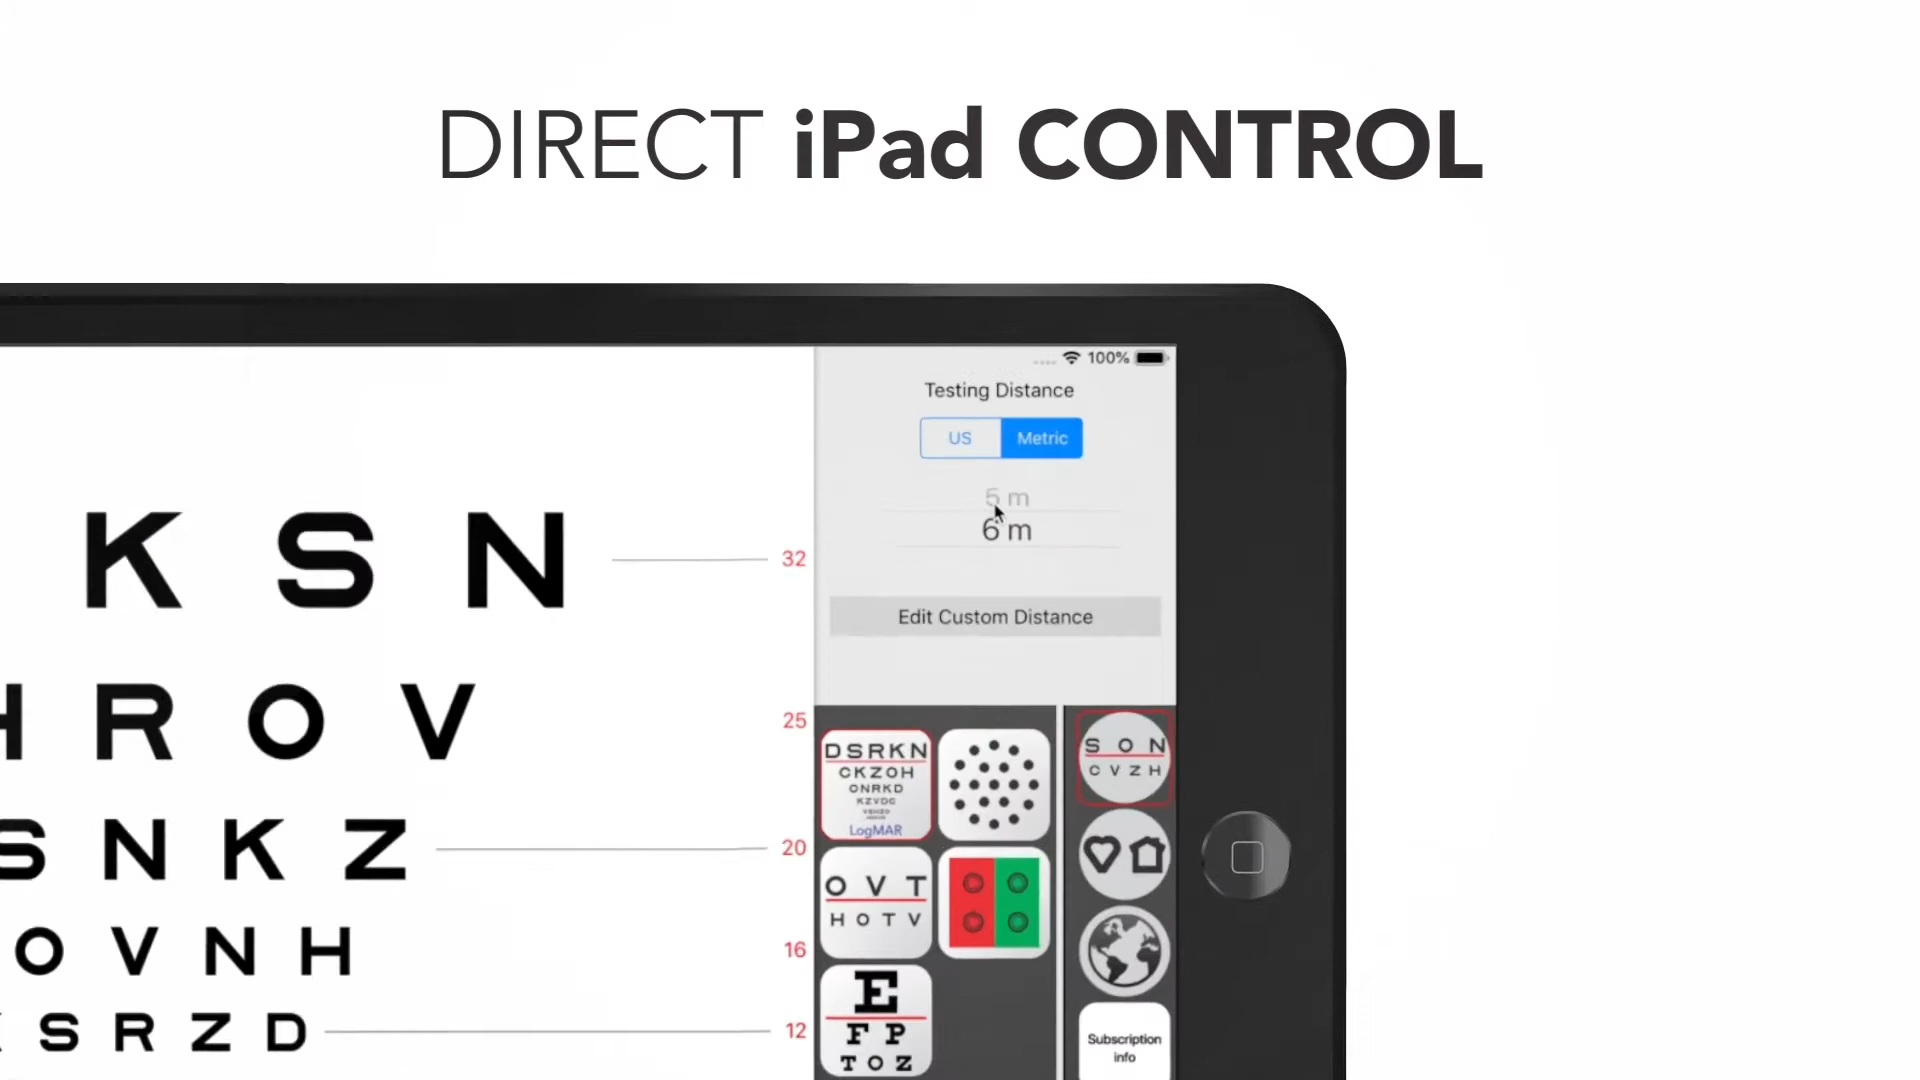 DIRECT iPad CONTROL
100%
Testing Distance
US Metric
5 m
6 m
Edit Custom Distance
K S N 32
H R O V 25
S N K Z 20
O V N H 16
S R Z D 12
DSRKN
CKZOH
ONRKD
KZVDC
LogMAR
O V T
H O T V
E
F P
T O Z
S O N
C V Z H
Subscription
info